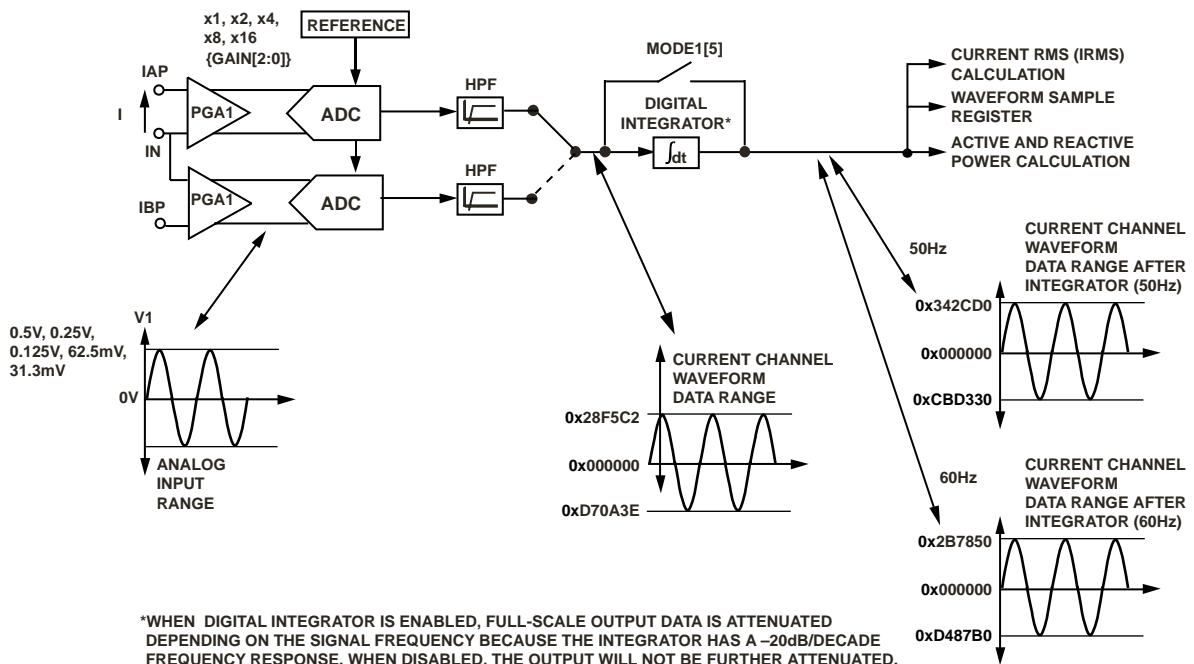 x1, x2, x4,
x8, x16
{GAIN[2:0]}
REFERENCE
IAP
I
IN
IBP
PGA1
ADC
HPF
PGA1
ADC
HPF
MODE1[5]
DIGITAL
INTEGRATOR*
∫dt
CURRENT RMS (IRMS)
CALCULATION
WAVEFORM SAMPLE
REGISTER
ACTIVE AND REACTIVE
POWER CALCULATION
V1
0.5V, 0.25V,
0.125V, 62.5mV,
31.3mV
0V
ANALOG
INPUT
RANGE
CURRENT CHANNEL
WAVEFORM
DATA RANGE
0x28F5C2
0x000000
0xD70A3E
50Hz
CURRENT CHANNEL
WAVEFORM
DATA RANGE AFTER
INTEGRATOR (50Hz)
0x342CD0
0x000000
0xCBD330
60Hz
CURRENT CHANNEL
WAVEFORM
DATA RANGE AFTER
INTEGRATOR (60Hz)
0x2B7850
0x000000
0xD487B0
*WHEN DIGITAL INTEGRATOR IS ENABLED, FULL-SCALE OUTPUT DATA IS ATTENUATED
DEPENDING ON THE SIGNAL FREQUENCY BECAUSE THE INTEGRATOR HAS A –20dB/DECADE
FREQUENCY RESPONSE. WHEN DISABLED, THE OUTPUT WILL NOT BE FURTHER ATTENUATED.